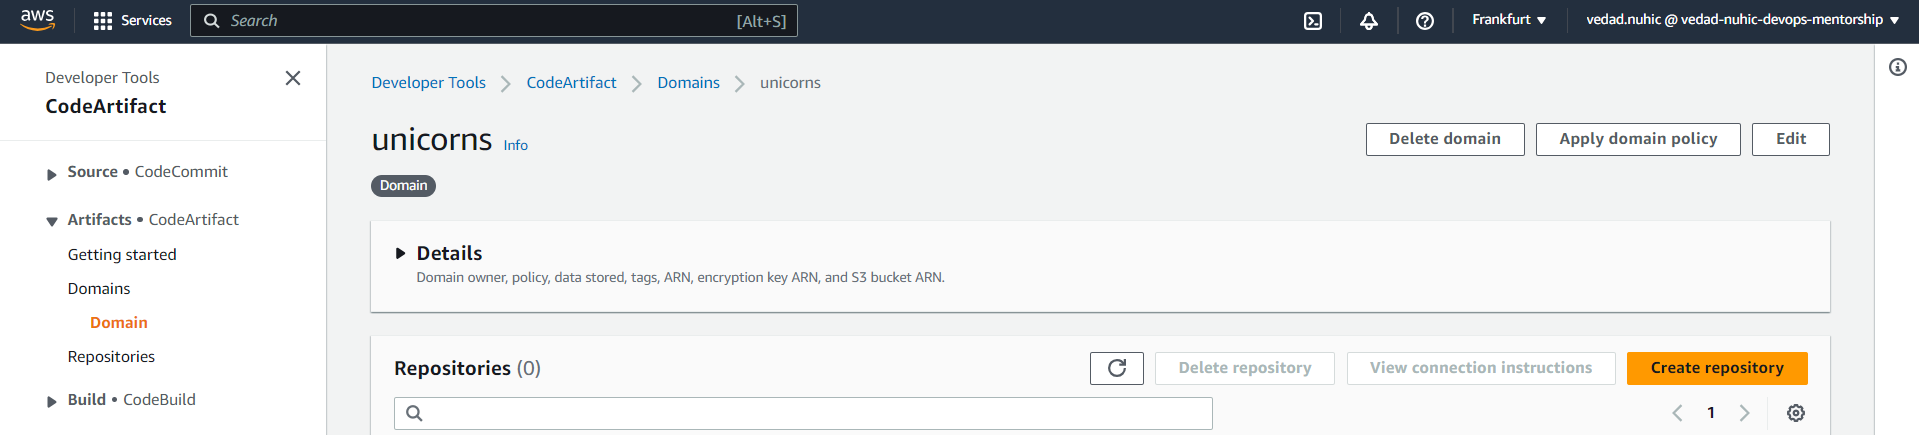 aws Services Search [Alt+S] Frankfurt vedad.nuhic @ vedad-nuhic-devops-mentorship
Developer Tools
CodeArtifact
Source • CodeCommit
Artifacts • CodeArtifact
Getting started
Domains
Domain
Repositories
Build • CodeBuild
Developer Tools CodeArtifact Domains unicorns
unicorns Info
Delete domain Apply domain policy Edit
Domain
Details
Domain owner, policy, data stored, tags, ARN, encryption key ARN, and S3 bucket ARN.
Repositories (0) Delete repository View connection instructions Create repository
1